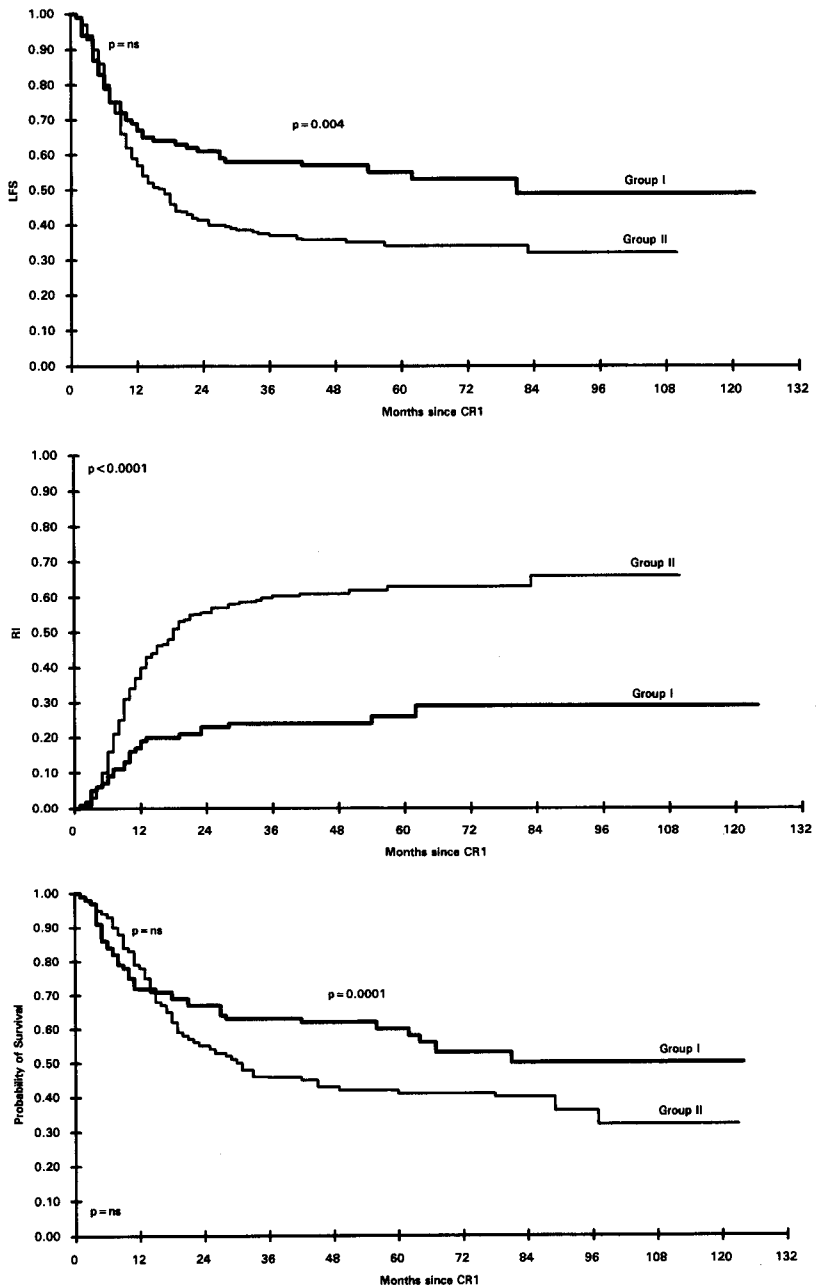 1.00
p = ns
0.90
0.80
0.70
p = 0.004
0.60
LFS
Group I
0.50
0.40
Group II
0.30
0.20
0.10
0.00
0 12 24 36 48 60 72 84 96 108 120 132
Months since CR1
1.00
p < 0.0001
0.90
0.80
0.70
Group II
0.60
RI
0.50
0.40
Group I
0.30
0.20
0.10
0.00
0 12 24 36 48 60 72 84 96 108 120 132
Months since CR1
1.00
p = ns
0.90
0.80
0.70
p = 0.0001
0.60
Probability of Survival
Group I
0.50
0.40
Group II
0.30
0.20
0.10
p = ns
0.00
0 12 24 36 48 60 72 84 96 108 120 132
Months since CR1